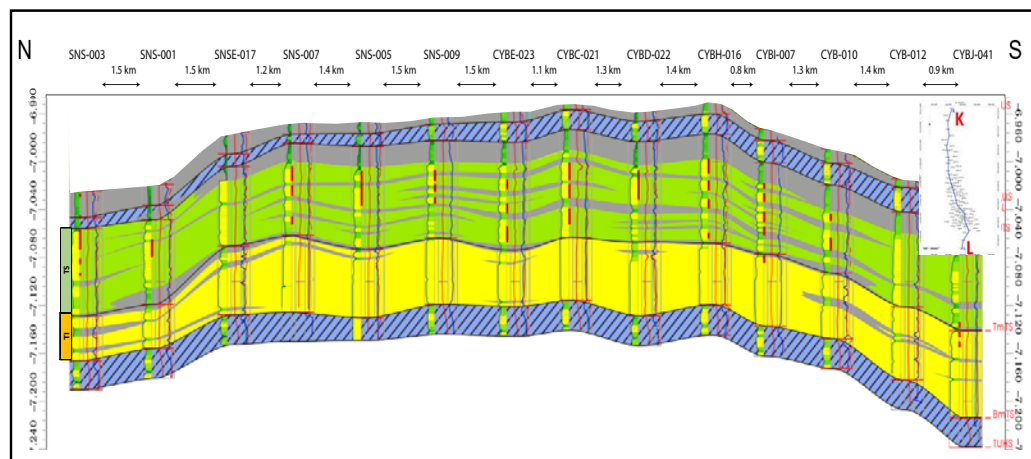 N S
SNS-003 SNS-001 SNSE-017 SNS-007 SNS-005 SNS-009 CYBE-023 CYBC-021 CYBD-022 CYBH-016 CYBI-007 CYB-010 CYB-012 CYBJ-041
1.5 km 1.5 km 1.2 km 1.4 km 1.5 km 1.5 km 1.1 km 1.3 km 1.4 km 0.8 km 1.3 km 1.4 km 0.9 km
-6.960
-7.000
-7.040
-7.080
-7.120
-7.160
-7.200
7.240
TS
TI
K
L
US
-6.960
-7.000
-7.040
-7.080
-7.120
TmTS
-7.160
BmTS
-7.200